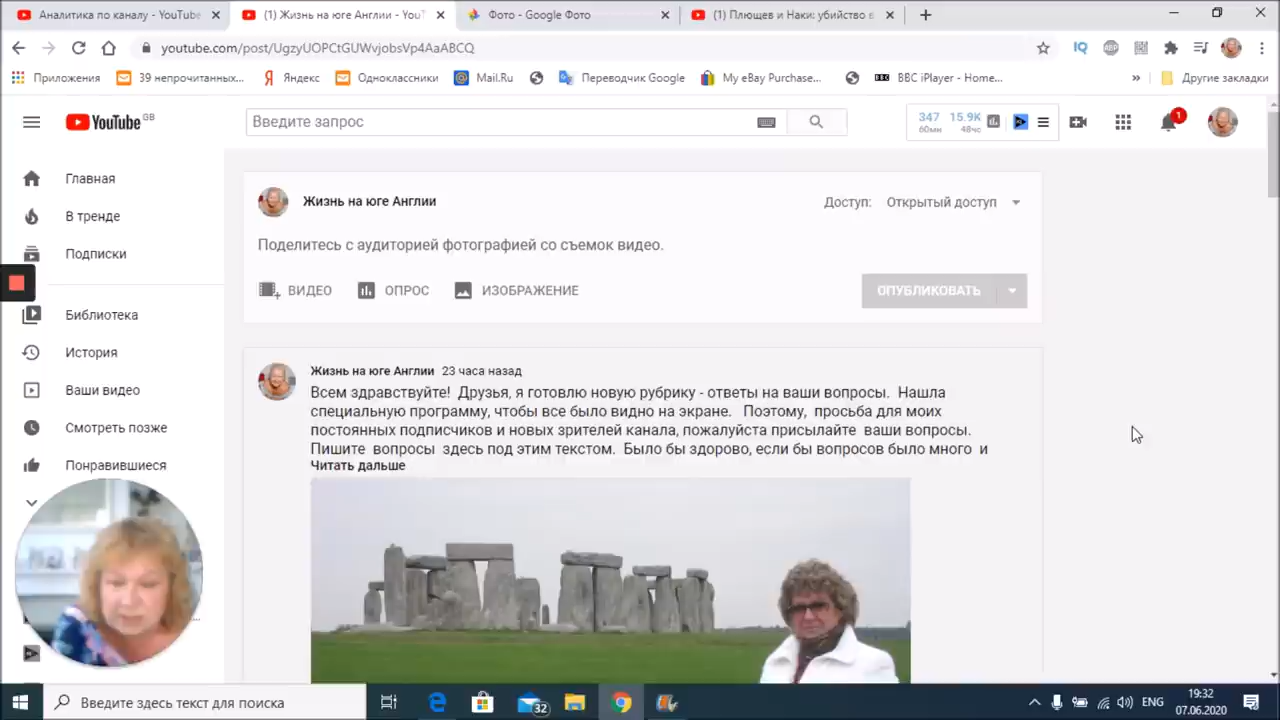 Аналитика по каналу - YouTube
(1) Жизнь на юге Англии - YouT
Фото - Google Фото
(1) Плющев и Наки: убийство в
youtube.com/post/UgzyUOPCtGUWvjobsVp4AaABCQ
IQ
ABP
Приложения
39 непрочитанных...
Яндекс
Одноклассники
Mail.Ru
Переводчик Google
My eBay Purchase...
BBC
BBC iPlayer - Home...
»
Другие закладки
YouTube GB
Введите запрос
347 15.9K
60мн 48чс
1
Главная
В тренде
Подписки
Библиотека
История
Ваши видео
Смотреть позже
Понравившиеся
Жизнь на юге Англии
Доступ: Открытый доступ
Поделитесь с аудиторией фотографией со съемок видео.
ВИДЕО
ОПРОС
ИЗОБРАЖЕНИЕ
ОПУБЛИКОВАТЬ
Жизнь на юге Англии 23 часа назад
Всем здравствуйте! Друзья, я готовлю новую рубрику - ответы на ваши вопросы. Нашла
специальную программу, чтобы все было видно на экране. Поэтому, просьба для моих
постоянных подписчиков и новых зрителей канала, пожалуйста присылайте ваши вопросы.
Пишите вопросы здесь под этим текстом. Было бы здорово, если бы вопросов было много и
Читать дальше
Введите здесь текст для поиска
32
ENG
19:32
07.06.2020